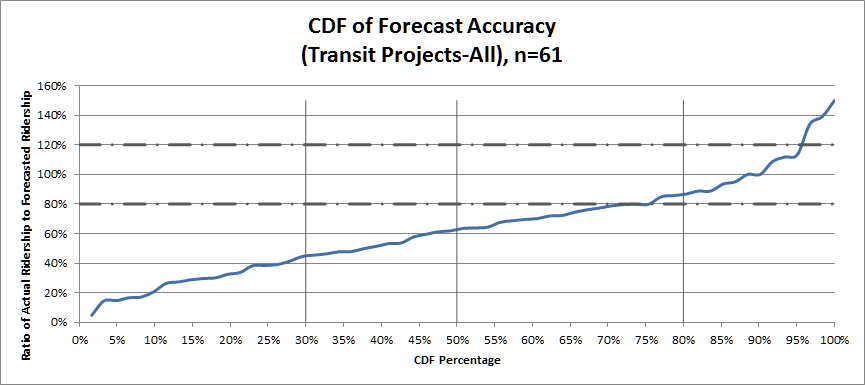 CDF of Forecast Accuracy
(Transit Projects-All), n=61
Ratio of Actual Ridership to Forecasted Ridership
160%
140%
120%
100%
80%
60%
40%
20%
0%
0% 5% 10% 15% 20% 25% 30% 35% 40% 45% 50% 55% 60% 65% 70% 75% 80% 85% 90% 95% 100%
CDF Percentage